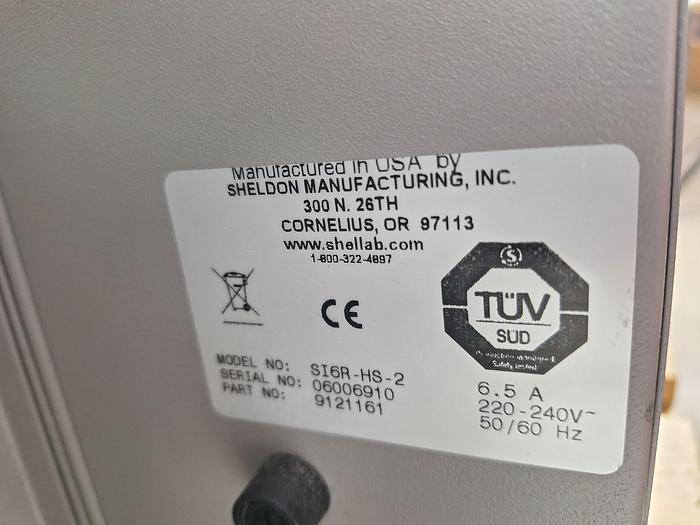 Manufactured in USA by
SHELDON MANUFACTURING, INC.
300 N. 26TH
CORNELIUS, OR 97113
www.shellab.com
1-800-322-4897
CE
S
TÜV
SÜD
Production monitored
Safety tested
MODEL NO: SI6R-HS-2
SERIAL NO: 06006910
PART NO: 9121161
6.5 A
220-240V~
50/60 Hz